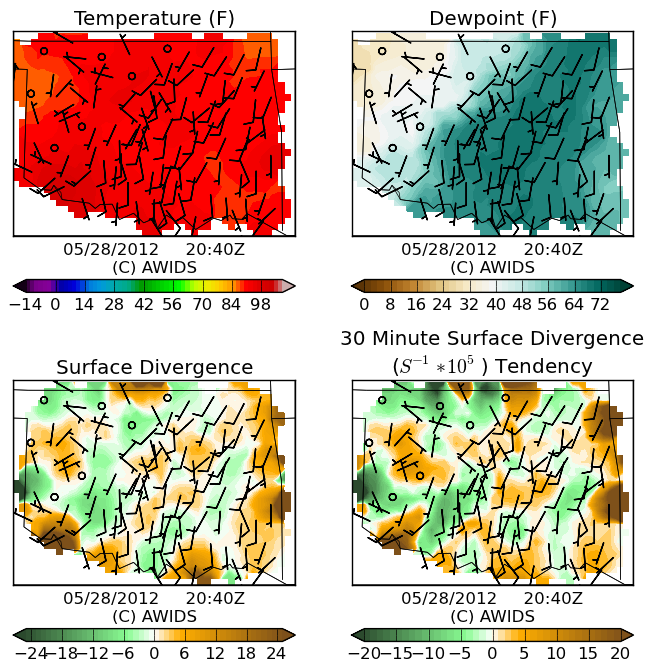 Temperature (F)
Dewpoint (F)
05/28/2012 20:40Z
(C) AWIDS
05/28/2012 20:40Z
(C) AWIDS
−14 0 14 28 42 56 70 84 98
0 8 16 24 32 40 48 56 64 72
Surface Divergence
30 Minute Surface Divergence
(S⁻¹ * 10⁵ ) Tendency
05/28/2012 20:40Z
(C) AWIDS
05/28/2012 20:40Z
(C) AWIDS
−24 −18 −12 −6 0 6 12 18 24
−20 −15 −10 −5 0 5 10 15 20